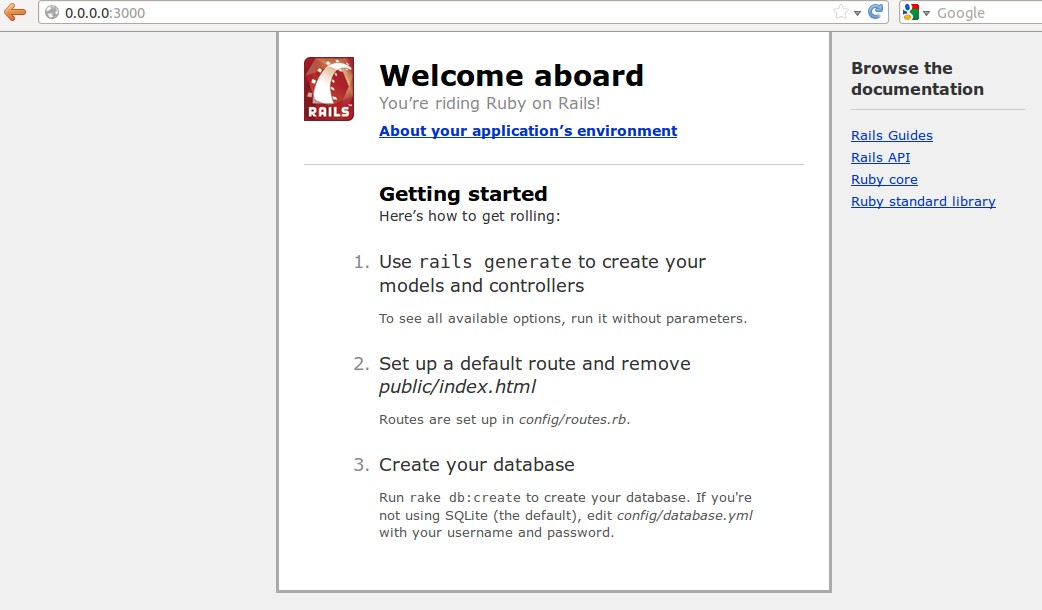 0.0.0.0:3000
Google
RAILS
Welcome aboard
You’re riding Ruby on Rails!
About your application’s environment
Getting started
Here’s how to get rolling:
1. Use rails generate to create your
models and controllers
To see all available options, run it without parameters.
2. Set up a default route and remove
public/index.html
Routes are set up in config/routes.rb.
3. Create your database
Run rake db:create to create your database. If you're
not using SQLite (the default), edit config/database.yml
with your username and password.
Browse the
documentation
Rails Guides
Rails API
Ruby core
Ruby standard library